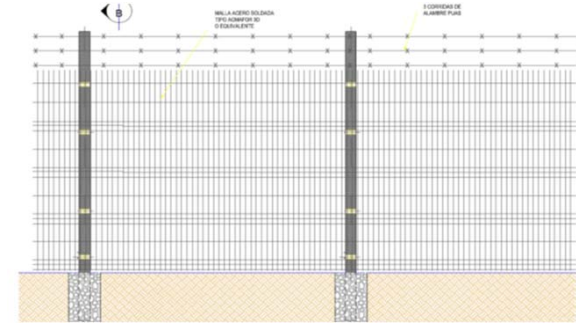 B
MALLA ACERO SOLDADA
TIPO ACMAFOR 3D
O EQUIVALENTE
3 CORRIDAS DE
ALAMBRE PUAS